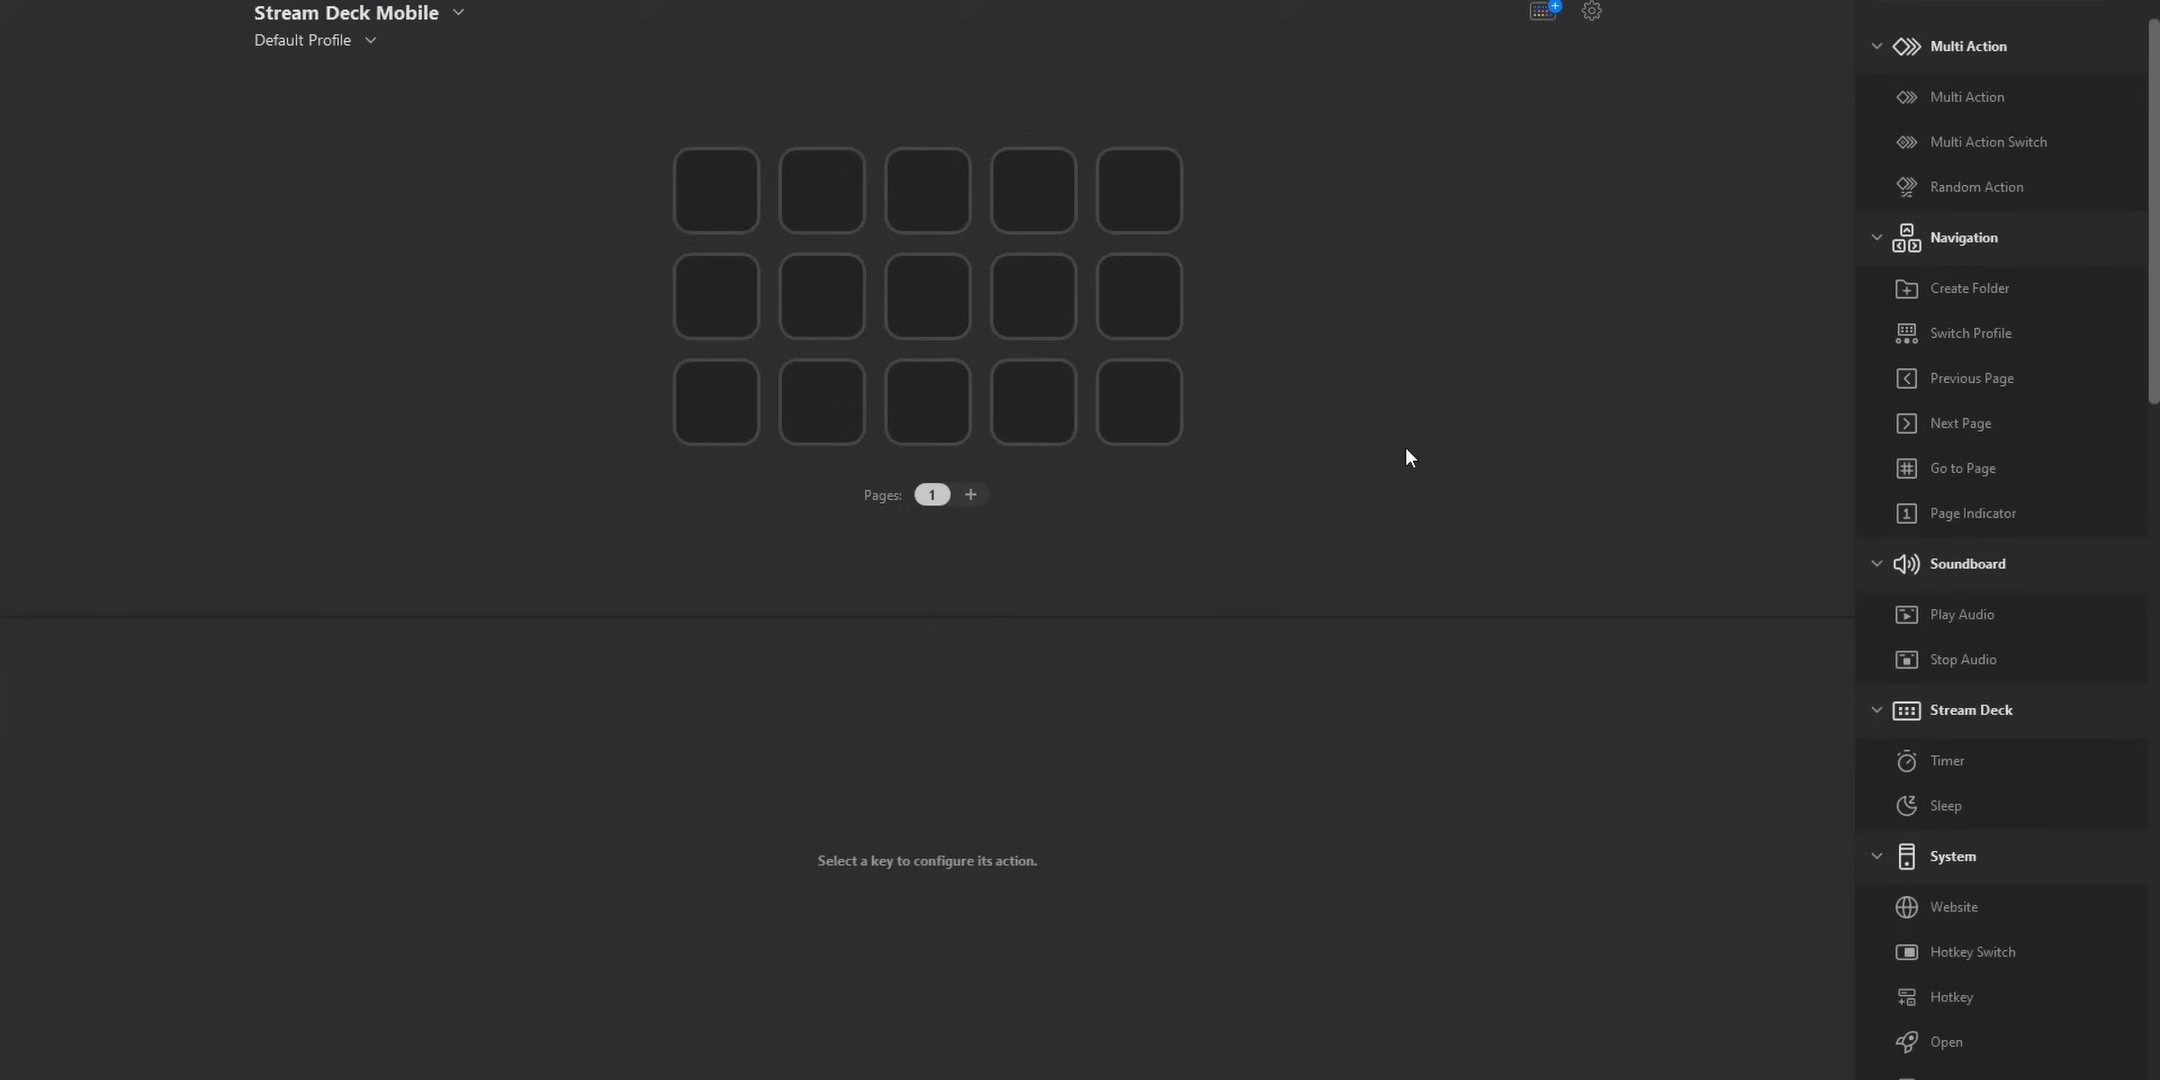 Stream Deck Mobile
Default Profile
Pages: 1 +
Select a key to configure its action.
Multi Action
Multi Action
Multi Action Switch
Random Action
Navigation
Create Folder
Switch Profile
Previous Page
Next Page
Go to Page
Page Indicator
Soundboard
Play Audio
Stop Audio
Stream Deck
Timer
Sleep
System
Website
Hotkey Switch
Hotkey
Open